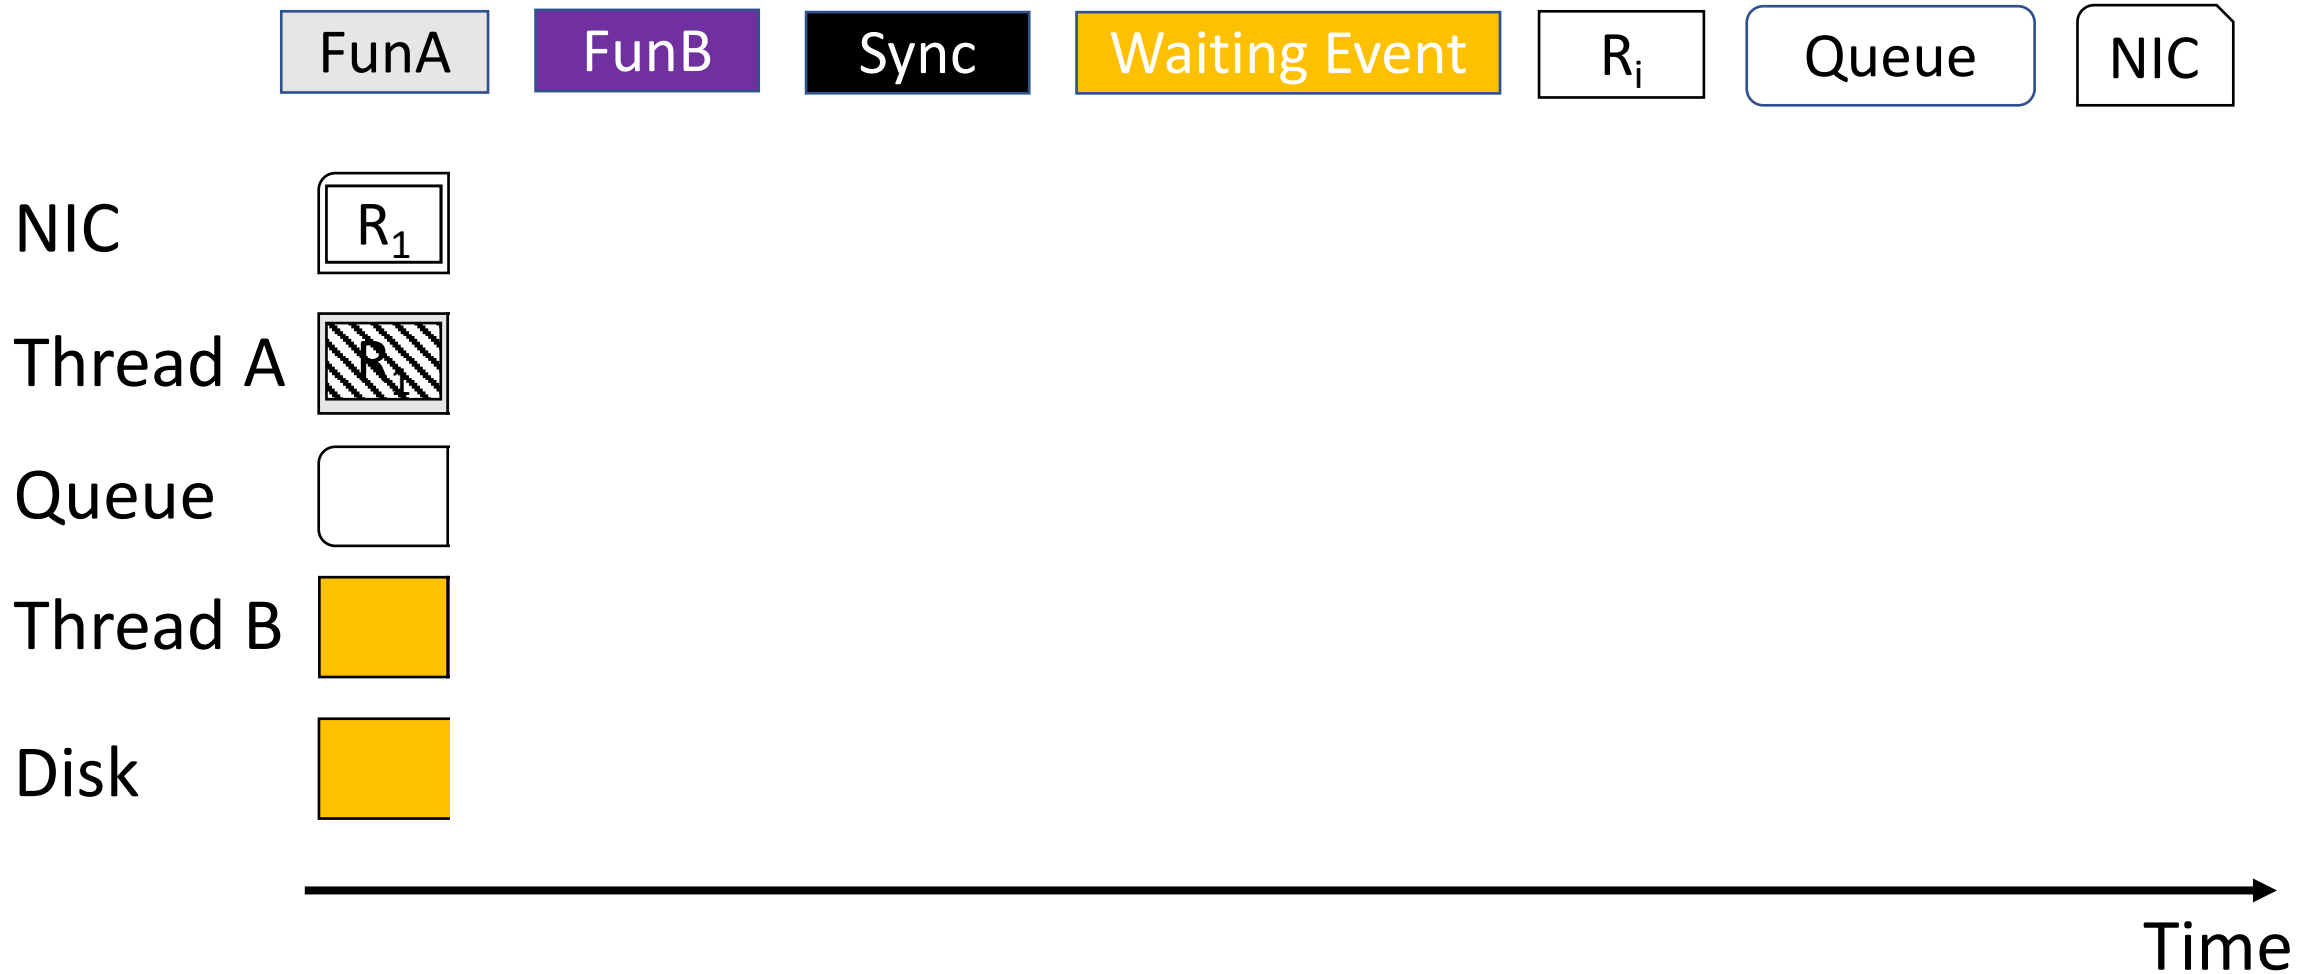 FunA FunB Sync Waiting Event Ri Queue NIC
NIC R1
Thread A R1
Queue
Thread B
Disk
Time